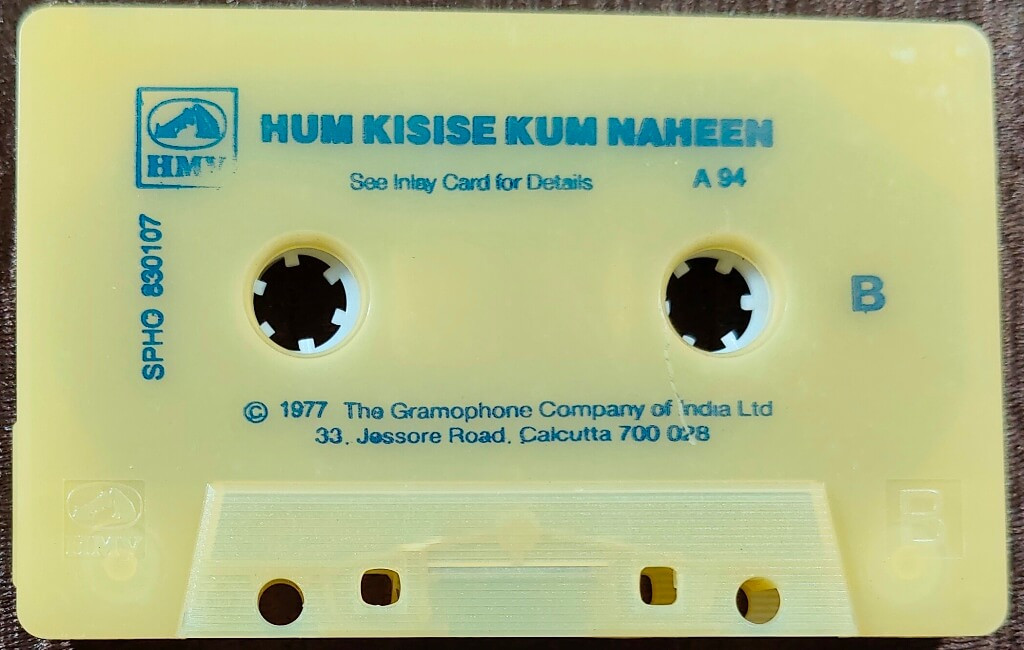 HMV
HUM KISISE KUM NAHEEN
See Inlay Card for Details
A 94
SPHO 830107
B
© 1977 The Gramophone Company of India Ltd
33, Jessore Road, Calcutta 700 028
HMV
B